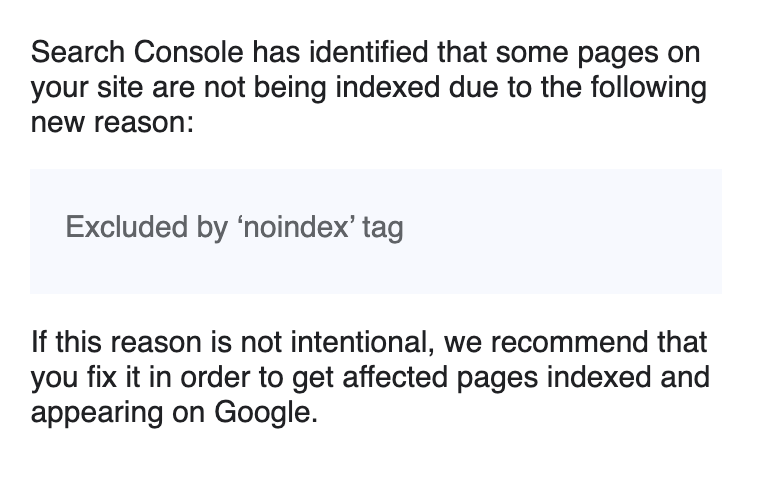 Search Console has identified that some pages on
your site are not being indexed due to the following
new reason:
Excluded by ‘noindex’ tag
If this reason is not intentional, we recommend that
you fix it in order to get affected pages indexed and
appearing on Google.